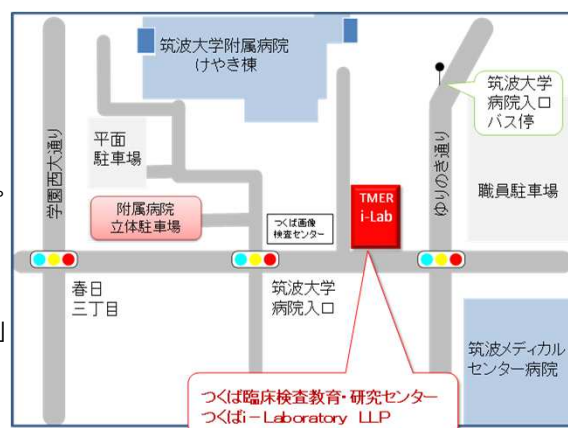 筑波大学附属病院
けやき棟
筑波大学
病院入口
バス停
学園西大通り
平面
駐車場
ゆりのき通り
職員駐車場
附属病院
立体駐車場
つくば画像
検査センター
TMER
i-Lab
春日
三丁目
筑波大学
病院入口
筑波メディカル
センター病院
つくば臨床検査教育・研究センター
つくばi－Laboratory LLP